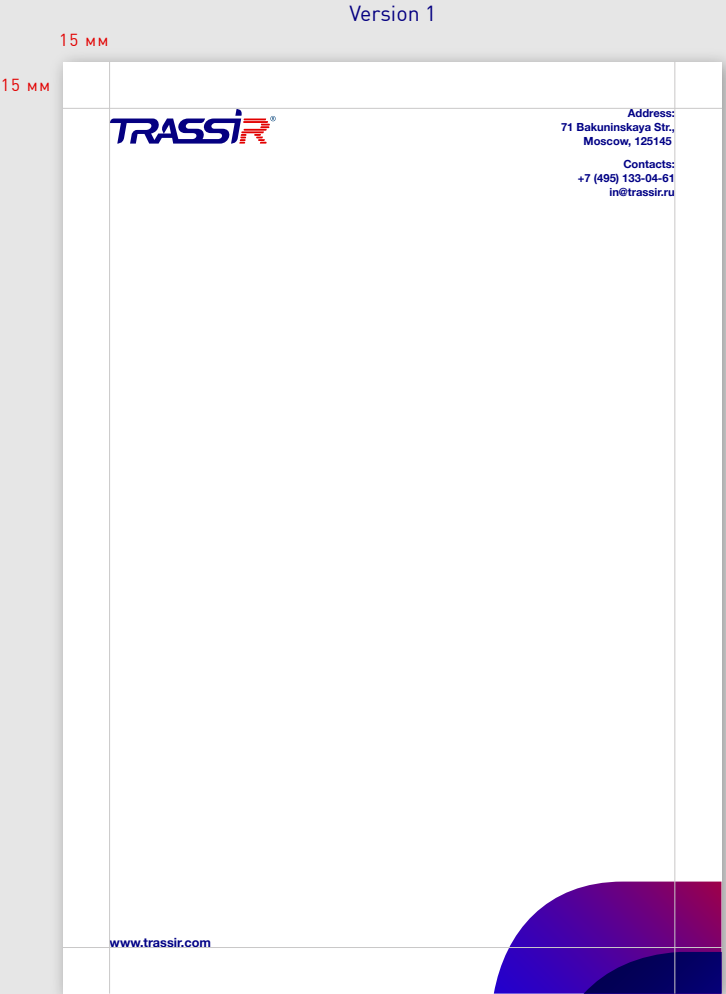 Version 1
15 мм
15 мм
TRASSIR®
Address:
71 Bakuninskaya Str.,
Moscow, 125145
Contacts:
+7 (495) 133-04-61
in@trassir.ru
www.trassir.com